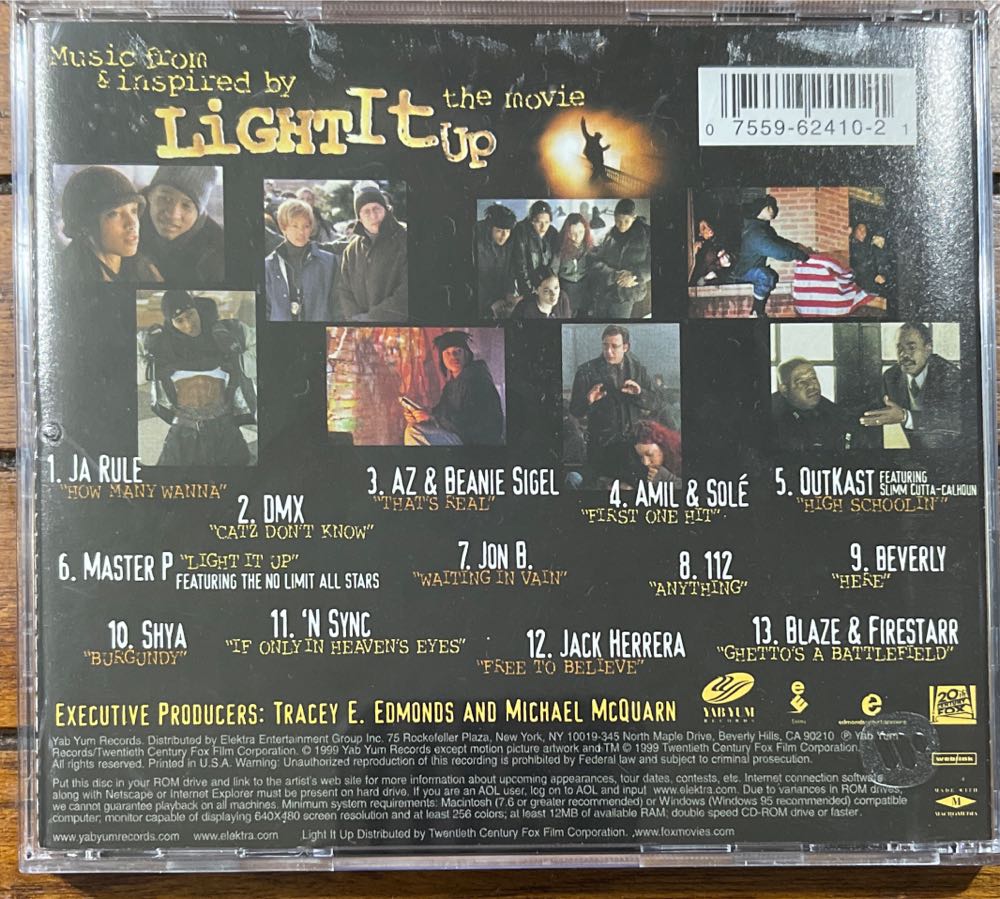 Music from
& inspired by
LiGHT It Up
the movie
0 7559-62410-2 1
1. JA RULE
"HOW MANY WANNA"
2. DMX
"CATZ DON'T KNOW"
3. AZ & BEANIE SIGEL
"THAT'S REAL"
4. AMIL & SOLÉ
"FIRST ONE HIT"
5. OUTKAST FEATURING
SLIMM CUTTA-CALHOUN
"HIGH SCHOOLIN'"
6. MASTER P "LIGHT IT UP"
FEATURING THE NO LIMIT ALL STARS
7. JON B.
"WAITING IN VAIN"
8. 112
"ANYTHING"
9. BEVERLY
"HERE"
10. SHYA
"BURGUNDY"
11. 'N SYNC
"IF ONLY IN HEAVEN'S EYES"
12. JACK HERRERA
"FREE TO BELIEVE"
13. BLAZE & FIRESTARR
"GHETTO'S A BATTLEFIELD"
EXECUTIVE PRODUCERS: TRACEY E. EDMONDS AND MICHAEL MCQUARN
YAB YUM
RECORDS
edmondsentertainment
20TH
CENTURY
FOX
Yab Yum Records. Distributed by Elektra Entertainment Group Inc. 75 Rockefeller Plaza, New York, NY 10019-345 North Maple Drive, Beverly Hills, CA 90210 ℗ Yab Yum
Records/Twentieth Century Fox Film Corporation. © 1999 Yab Yum Records except motion picture artwork and TM © 1999 Twentieth Century Fox Film Corporation.
All rights reserved. Printed in U.S.A. Warning: Unauthorized reproduction of this recording is prohibited by Federal law and subject to criminal prosecution.
weblink
Put this disc in your ROM drive and link to the artist's web site for more information about upcoming appearances, tour dates, contests, etc. Internet connection software
along with Netscape or Internet Explorer must be present on hard drive. If you are an AOL user, log on to AOL and input www.elektra.com. Due to variances in ROM drives,
we cannot guarantee playback on all machines. Minimum system requirements: Macintosh (7.6 or greater recommended) or Windows (Windows 95 recommended) compatible
computer; monitor capable of displaying 640X480 screen resolution and at least 256 colors; at least 12MB of available RAM; double speed CD-ROM drive or faster.
MADE WITH
M
MACROMEDIA
www.yabyumrecords.com www.elektra.com Light It Up Distributed by Twentieth Century Fox Film Corporation. www.foxmovies.com